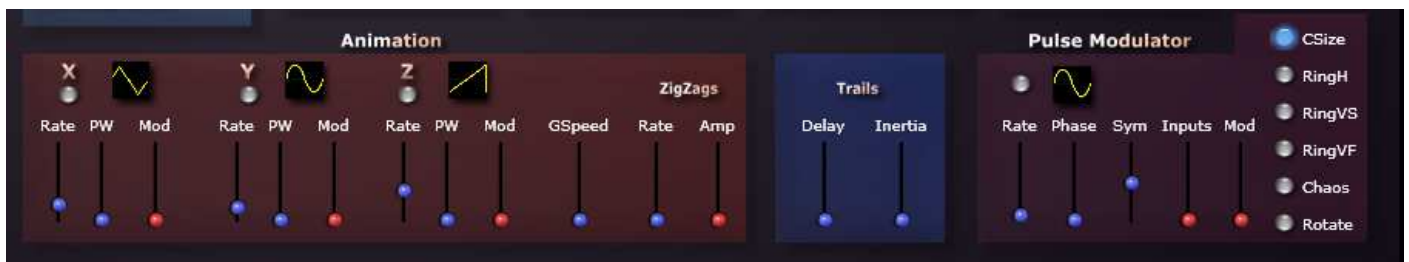 Animation
X Y Z ZigZags
Rate PW Mod Rate PW Mod Rate PW Mod GSpeed Rate Amp
Trails
Delay Inertia
Pulse Modulator
Rate Phase Sym Inputs Mod
CSize
RingH
RingVS
RingVF
Chaos
Rotate